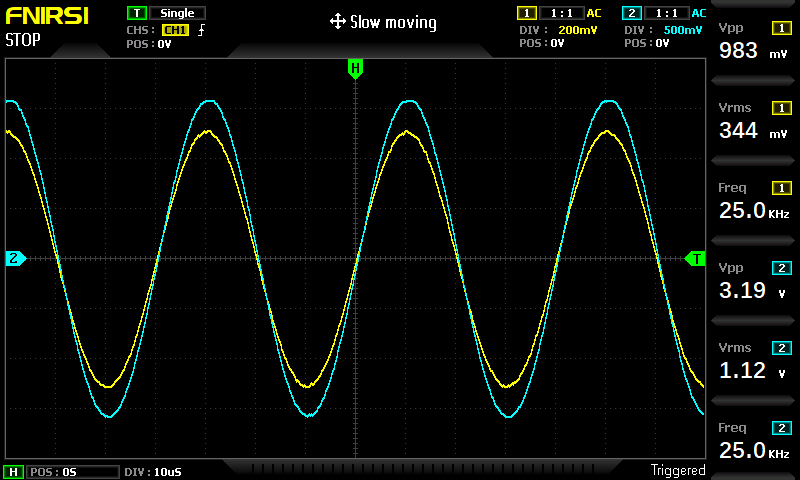 FNIRSI
STOP
T Single
CHS: CH1
POS: 0V
Slow moving
1 1:1 AC
DIV: 200mV
POS: 0V
2 1:1 AC
DIV: 500mV
POS: 0V
H
2
T
Vpp 1
983 mV
Vrms 1
344 mV
Freq 1
25.0 KHz
Vpp 2
3.19 V
Vrms 2
1.12 V
Freq 2
25.0 KHz
H POS: 0S DIV: 10uS
Triggered